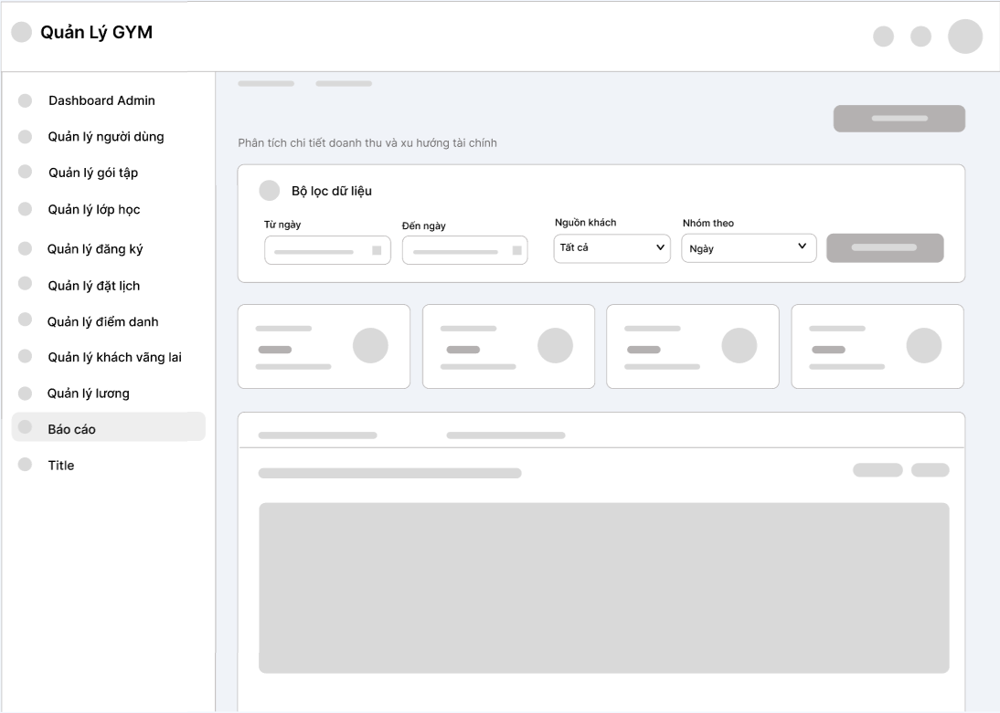 Quản Lý GYM
Dashboard Admin
Quản lý người dùng
Quản lý gói tập
Quản lý lớp học
Quản lý đăng ký
Quản lý đặt lịch
Quản lý điểm danh
Quản lý khách vãng lai
Quản lý lương
Báo cáo
Title
Phân tích chi tiết doanh thu và xu hướng tài chính
Bộ lọc dữ liệu
Từ ngày
Đến ngày
Nguồn khách
Tất cả
Nhóm theo
Ngày